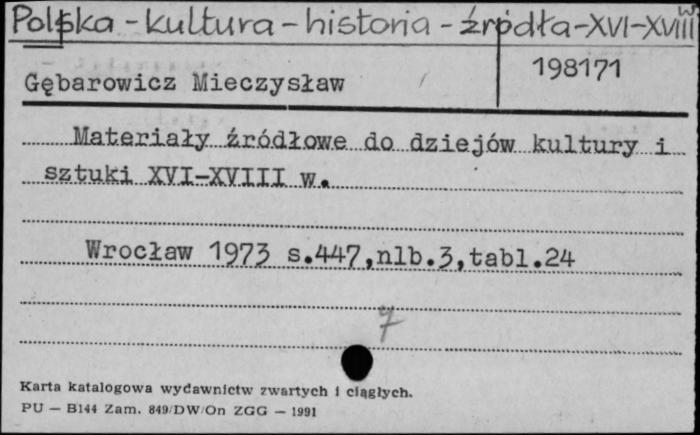 Polska - kultura - historia - źródła - XVI-XVIII w
198171
Gębarowicz Mieczysław
Materiały źródłowe do dziejów kultury i
sztuki XVI-XVIII w.
Wrocław 1973 s.447,nlb.3,tabl.24
7
Karta katalogowa wydawnictw zwartych i ciągłych.
PU — B144 Zam. 849/DW/On ZGG — 1991